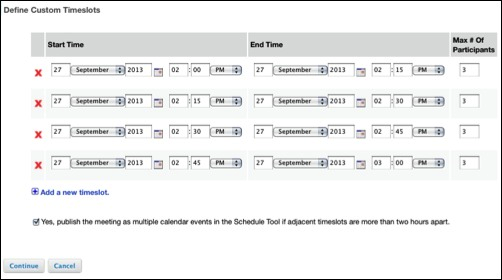 Define Custom Timeslots
Start Time End Time Max # Of Participants
27 September 2013 02 : 00 PM 27 September 2013 02 : 15 PM 3
27 September 2013 02 : 15 PM 27 September 2013 02 : 30 PM 3
27 September 2013 02 : 30 PM 27 September 2013 02 : 45 PM 3
27 September 2013 02 : 45 PM 27 September 2013 03 : 00 PM 3
Add a new timeslot.
Yes, publish the meeting as multiple calendar events in the Schedule Tool if adjacent timeslots are more than two hours apart.
Continue Cancel